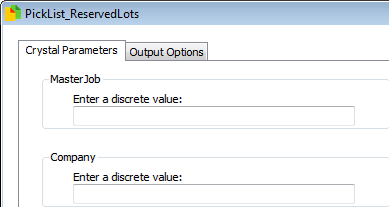 PickList_ReservedLots
Crystal Parameters Output Options
MasterJob
Enter a discrete value:
Company
Enter a discrete value: